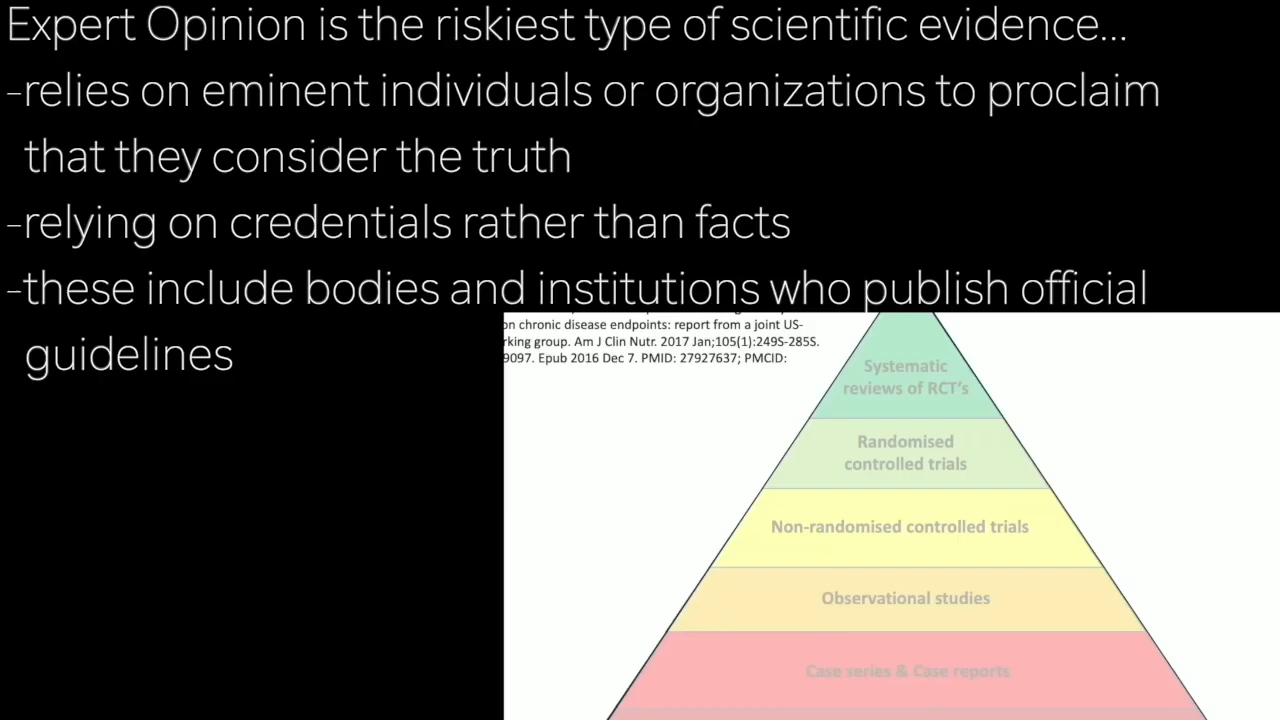 Expert Opinion is the riskiest type of scientific evidence...
-relies on eminent individuals or organizations to proclaim
that they consider the truth
-relying on credentials rather than facts
-these include bodies and institutions who publish official
guidelines
on chronic disease endpoints: report from a joint US-
rking group. Am J Clin Nutr. 2017 Jan;105(1):249S-285S.
9097. Epub 2016 Dec 7. PMID: 27927637; PMCID:
Systematic
reviews of RCT's
Randomised
controlled trials
Non-randomised controlled trials
Observational studies
Case series & Case reports